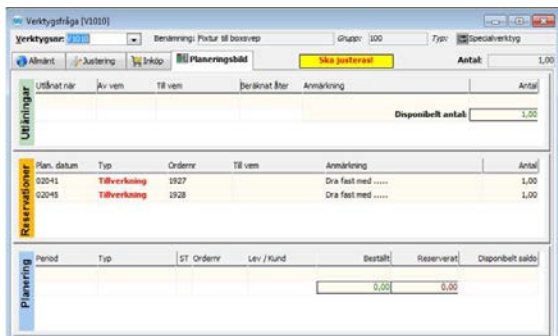 Verktygsfråga [V1010]
Verktygsnr: V1010 Benämning: Fixtur till boxsvep Grupp: 100 Typ: Specialverktyg
Allmänt Justering Inköp Planeringsbild Ska justeras! Antal: 1,00
Utlåningar
Utlånat när Av vem Till vem Beräknat åter Anmärkning Antal
Disponibelt antal: 1,00
Reservationer
Plan. datum Typ Ordernr Till vem Anmärkning Antal
02041 Tillverkning 1927 Dra fast med ..... 1,00
02045 Tillverkning 1928 Dra fast med ..... 1,00
Planering
Period Typ ST Ordernr Lev / Kund Beställt Reserverat Disponibelt saldo
0,00 0,00